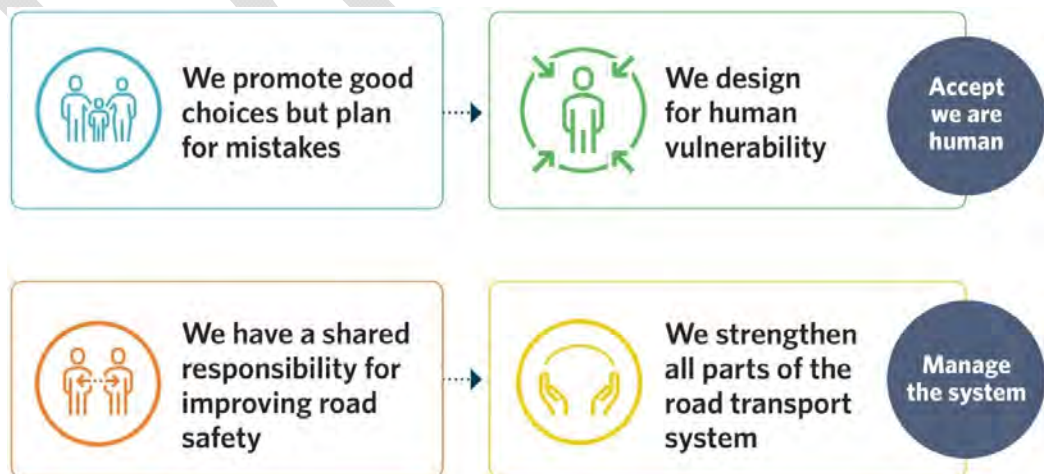 We promote good
choices but plan
for mistakes
We design
for human
vulnerability
Accept
we are
human
We have a shared
responsibility for
improving road
safety
We strengthen
all parts of the
road transport
system
Manage
the system